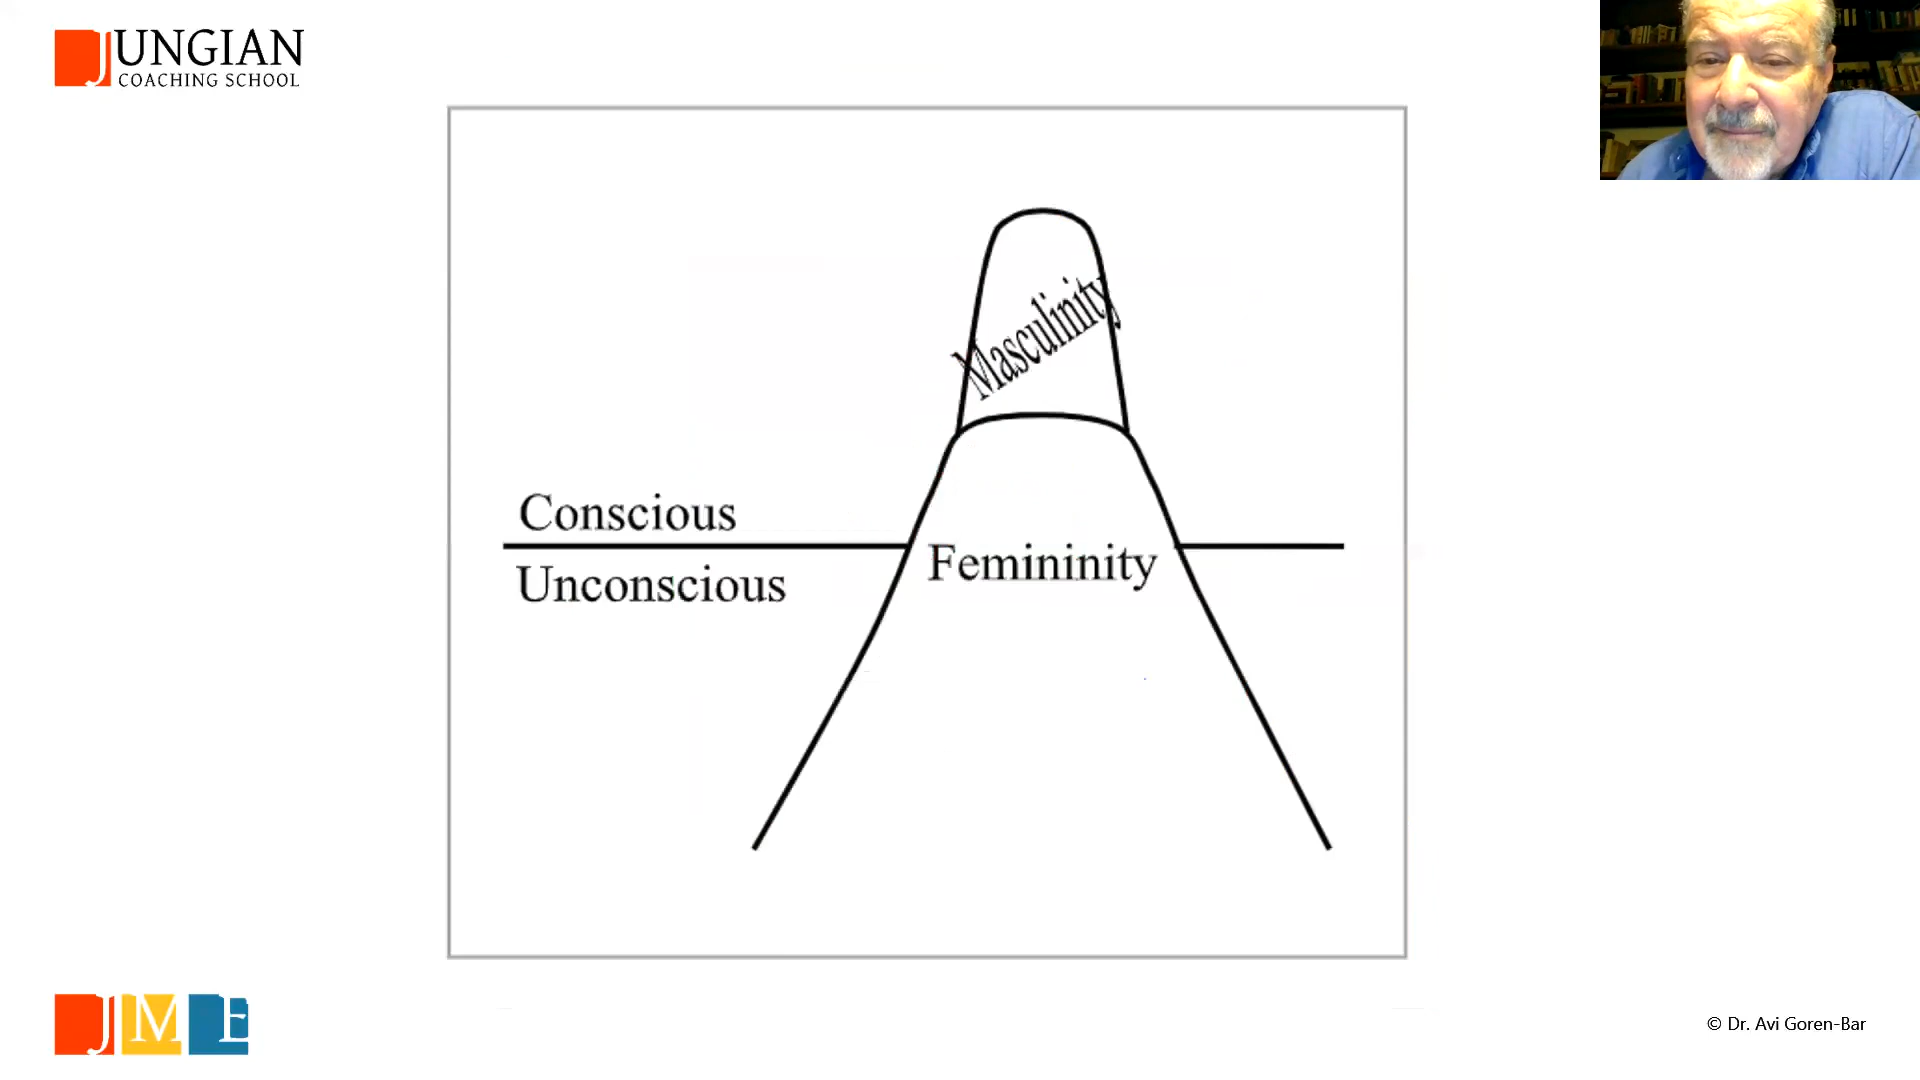 JUNGIAN
COACHING SCHOOL
Masculinity
Conscious
Femininity
Unconscious
JME
© Dr. Avi Goren-Bar